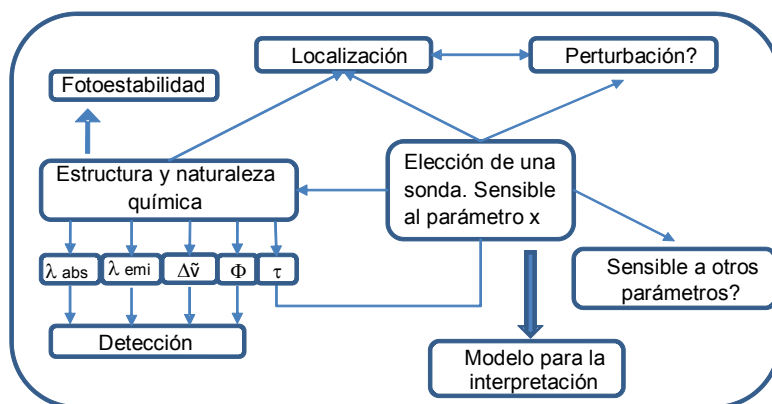 Localización
Perturbación?
Fotoestabilidad
Estructura y naturaleza
química
Elección de una
sonda. Sensible
al parámetro x
λ abs
λ emi
Δṽ
Φ
τ
Sensible a otros
parámetros?
Detección
Modelo para la
interpretación